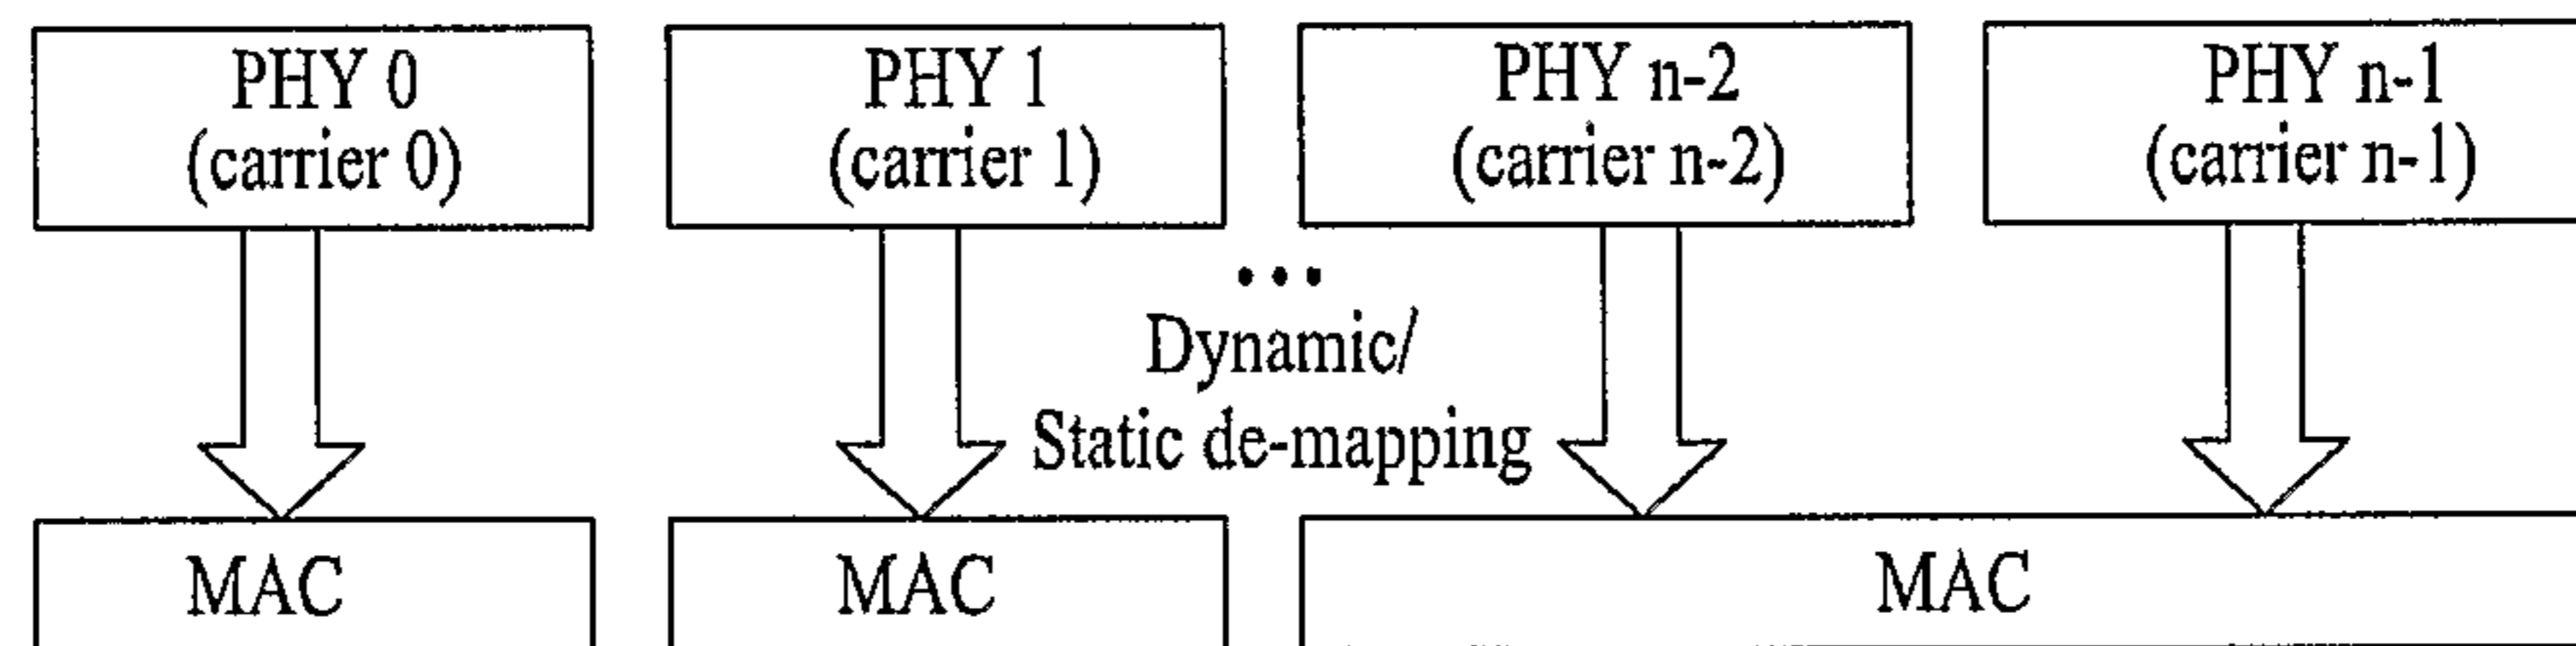 PHY 0
(carrier 0)
PHY 1
(carrier 1)
PHY n-2
(carrier n-2)
PHY n-1
(carrier n-1)
...
Dynamic/
Static de-mapping
MAC
MAC
MAC